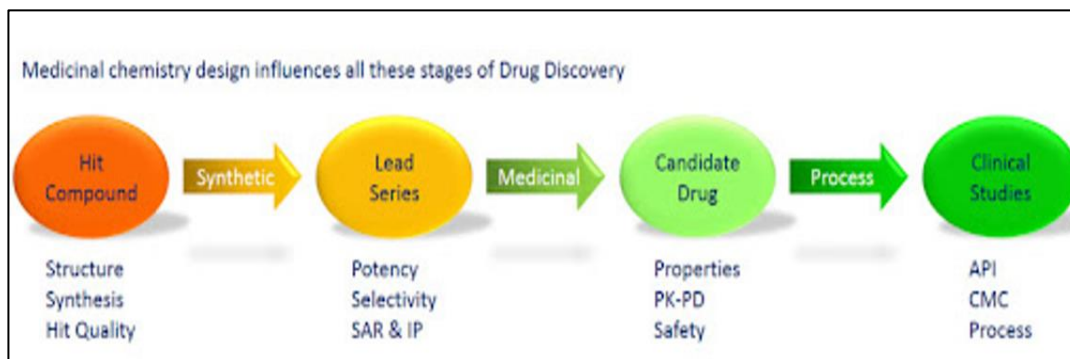 Medicinal chemistry design influences all these stages of Drug Discovery
Hit
Compound
Synthetic
Lead
Series
Medicinal
Candidate
Drug
Process
Clinical
Studies
Structure
Synthesis
Hit Quality
Potency
Selectivity
SAR & IP
Properties
PK-PD
Safety
API
CMC
Process